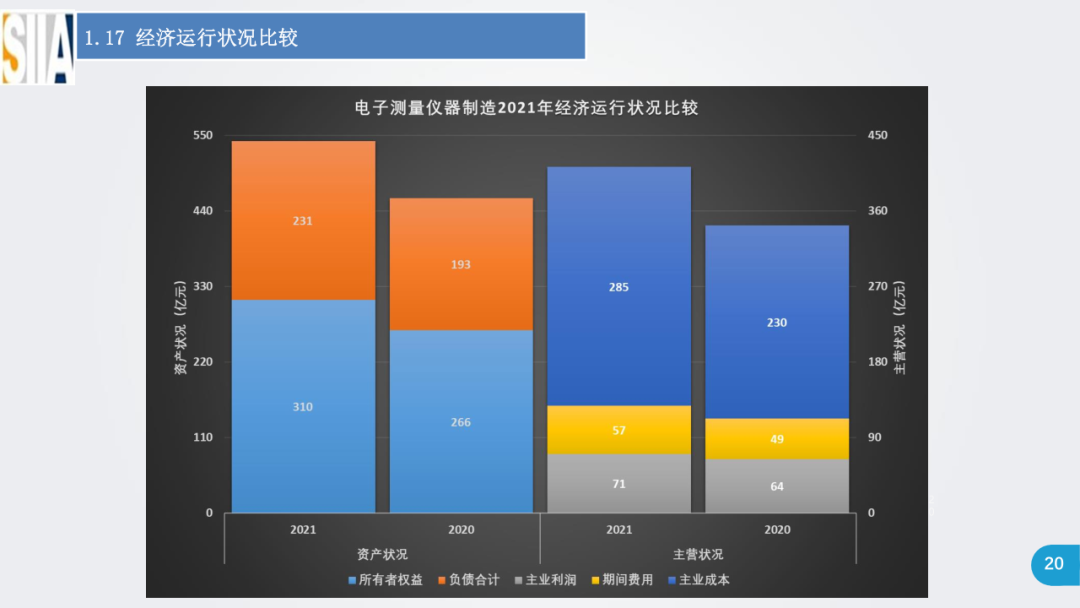 SIIA
1.17 经济运行状况比较
电子测量仪器制造2021年经济运行状况比较
550
440
330
220
110
0
资产状况（亿元）
450
360
270
180
90
0
主营状况（亿元）
231
310
193
266
285
57
71
230
49
64
2021 2020 2021 2020
资产状况 主营状况
所有者权益 负债合计 主业利润 期间费用 主业成本
20